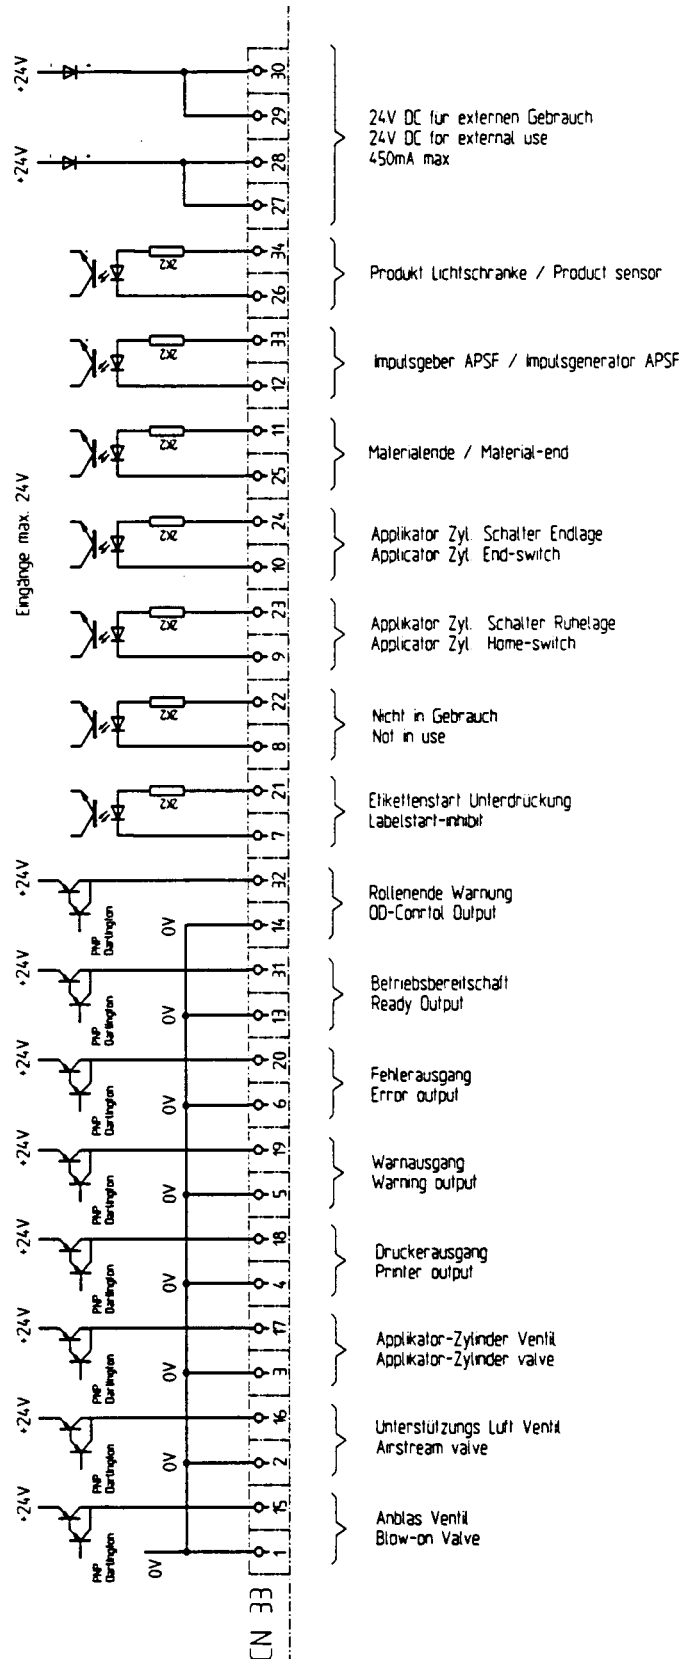 +24V
30
29
24V DC für externen Gebrauch
24V DC for external use
450mA max
+24V
28
27
34
2K2
26
Produkt Lichtschranke / Product sensor
33
2K2
12
Impulsgeber APSF / Impulsgenerator APSF
11
2K2
25
Materialende / Material-end
Eingänge max. 24V
24
2K2
10
Applikator Zyl. Schalter Endlage
Applicator Zyl. End-switch
23
2K2
9
Applikator Zyl. Schalter Ruhelage
Applicator Zyl. Home-switch
22
2K2
8
Nicht in Gebrauch
Not in use
21
2K2
7
Etikettenstart Unterdrückung
Labelstart-inhibit
+24V
32
PNP
Darlington
0V
14
Rollenende Warnung
OD-Conrtol Output
+24V
31
PNP
Darlington
0V
13
Betriebsbereitschaft
Ready Output
+24V
20
PNP
Darlington
0V
6
Fehlerausgang
Error output
+24V
19
PNP
Darlington
0V
5
Warnausgang
Warning output
+24V
18
PNP
Darlington
0V
4
Druckerausgang
Printer output
+24V
17
PNP
Darlington
0V
3
Applikator-Zylinder Ventil
Applikator-Zylinder valve
+24V
16
PNP
Darlington
0V
2
Unterstützungs Luft Ventil
Airstream valve
+24V
15
PNP
Darlington
0V
1
Anblas Ventil
Blow-on Valve
CN 33